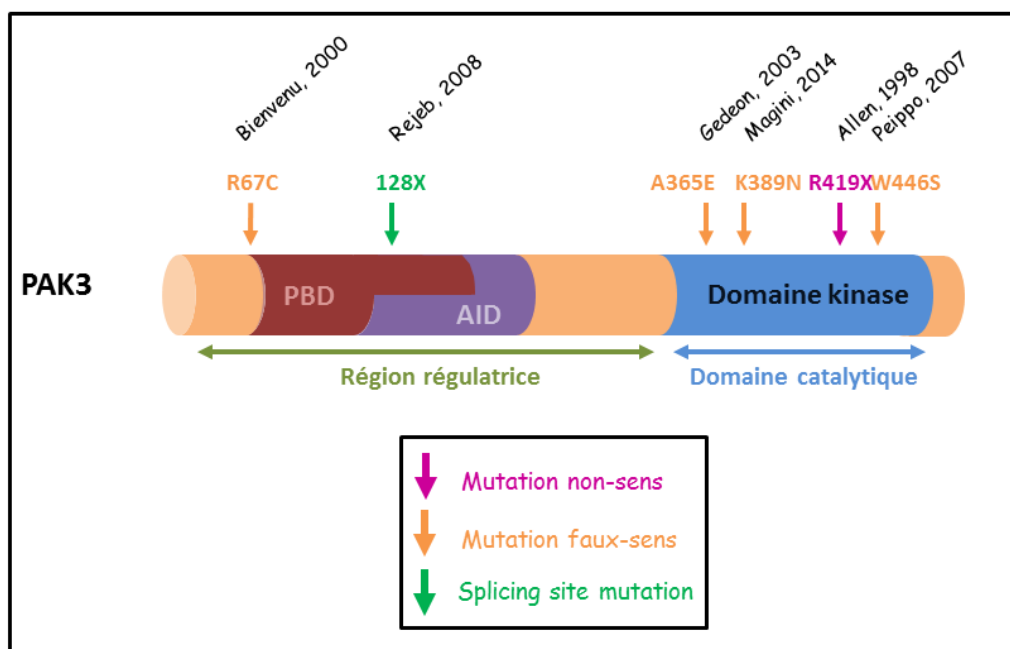 Bienvenu, 2000
Rejeb, 2008
Gedeon, 2003
Magini, 2014
Allen, 1998
Peippo, 2007
R67C
128X
A365E
K389N
R419X
W446S
PAK3
PBD
AID
Domaine kinase
Région régulatrice
Domaine catalytique
Mutation non-sens
Mutation faux-sens
Splicing site mutation